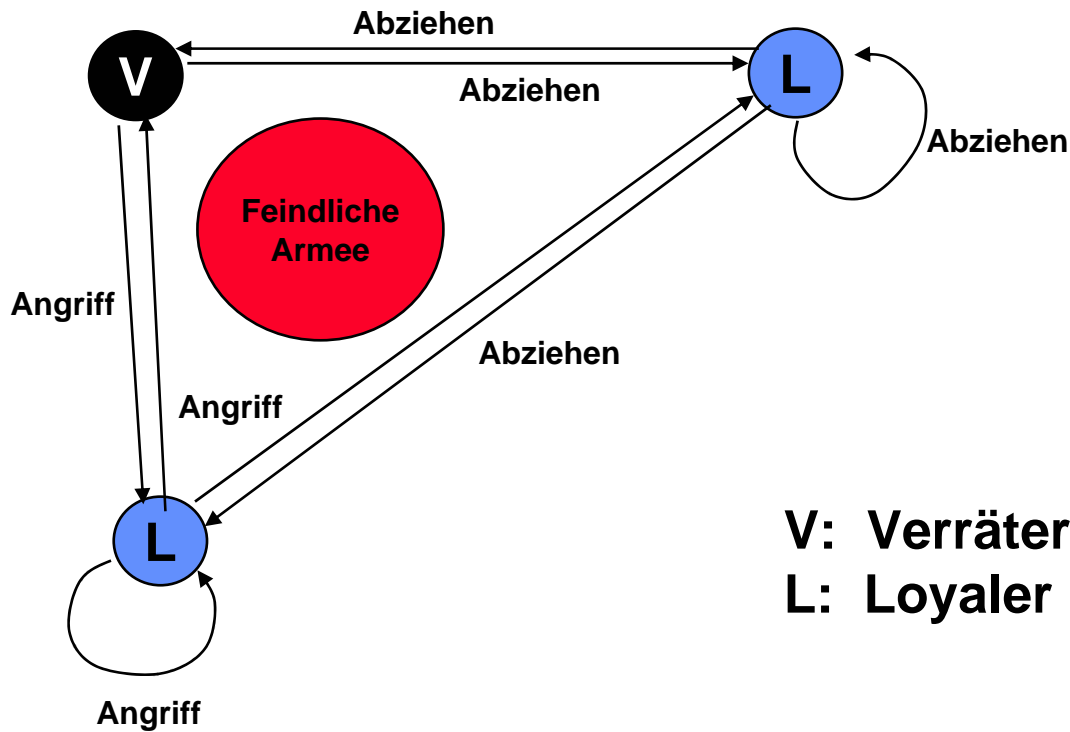 Abziehen
V
L
Abziehen
Abziehen
Feindliche
Armee
Angriff
Abziehen
Angriff
L
V: Verräter
L: Loyaler
Angriff